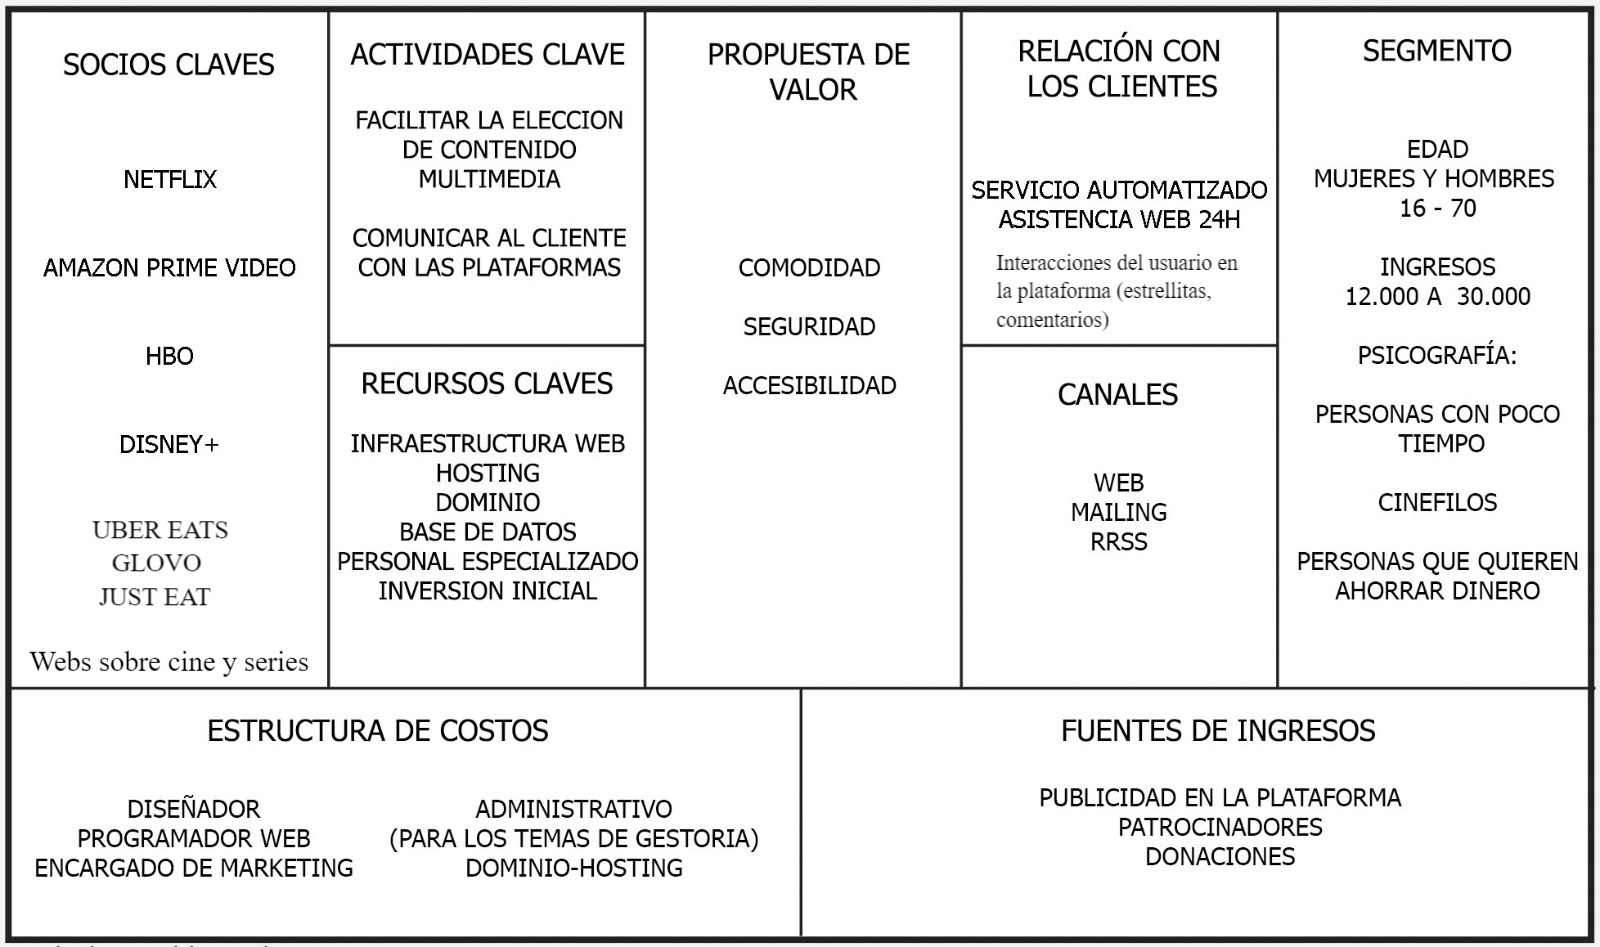 SOCIOS CLAVES
NETFLIX
AMAZON PRIME VIDEO
HBO
DISNEY+
UBER EATS
GLOVO
JUST EAT
Webs sobre cine y series
ACTIVIDADES CLAVE
FACILITAR LA ELECCION
DE CONTENIDO
MULTIMEDIA
COMUNICAR AL CLIENTE
CON LAS PLATAFORMAS
RECURSOS CLAVES
INFRAESTRUCTURA WEB
HOSTING
DOMINIO
BASE DE DATOS
PERSONAL ESPECIALIZADO
INVERSION INICIAL
PROPUESTA DE
VALOR
COMODIDAD
SEGURIDAD
ACCESIBILIDAD
RELACIÓN CON
LOS CLIENTES
SERVICIO AUTOMATIZADO
ASISTENCIA WEB 24H
Interacciones del usuario en
la plataforma (estrellitas,
comentarios)
CANALES
WEB
MAILING
RRSS
SEGMENTO
EDAD
MUJERES Y HOMBRES
16 - 70
INGRESOS
12.000 A 30.000
PSICOGRAFÍA:
PERSONAS CON POCO
TIEMPO
CINEFILOS
PERSONAS QUE QUIEREN
AHORRAR DINERO
ESTRUCTURA DE COSTOS
DISEÑADOR
PROGRAMADOR WEB
ENCARGADO DE MARKETING
ADMINISTRATIVO
(PARA LOS TEMAS DE GESTORIA)
DOMINIO-HOSTING
FUENTES DE INGRESOS
PUBLICIDAD EN LA PLATAFORMA
PATROCINADORES
DONACIONES